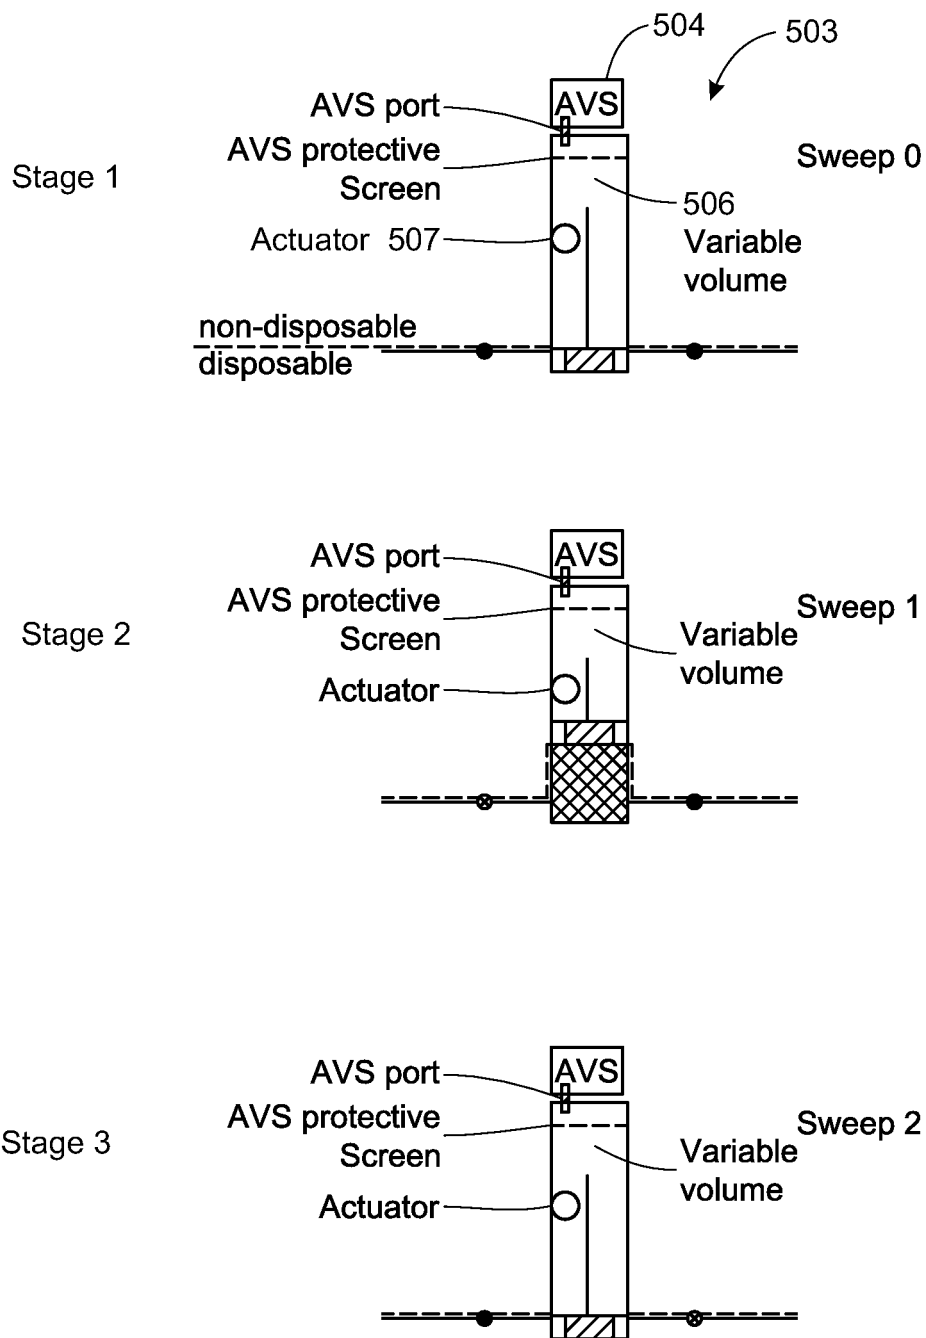 504
503
AVS
AVS port
AVS protective
Screen
Sweep 0
Stage 1
506
Actuator 507
Variable
volume
non-disposable
disposable
AVS
AVS port
AVS protective
Screen
Sweep 1
Stage 2
Variable
volume
Actuator
AVS
AVS port
AVS protective
Screen
Sweep 2
Stage 3
Variable
volume
Actuator